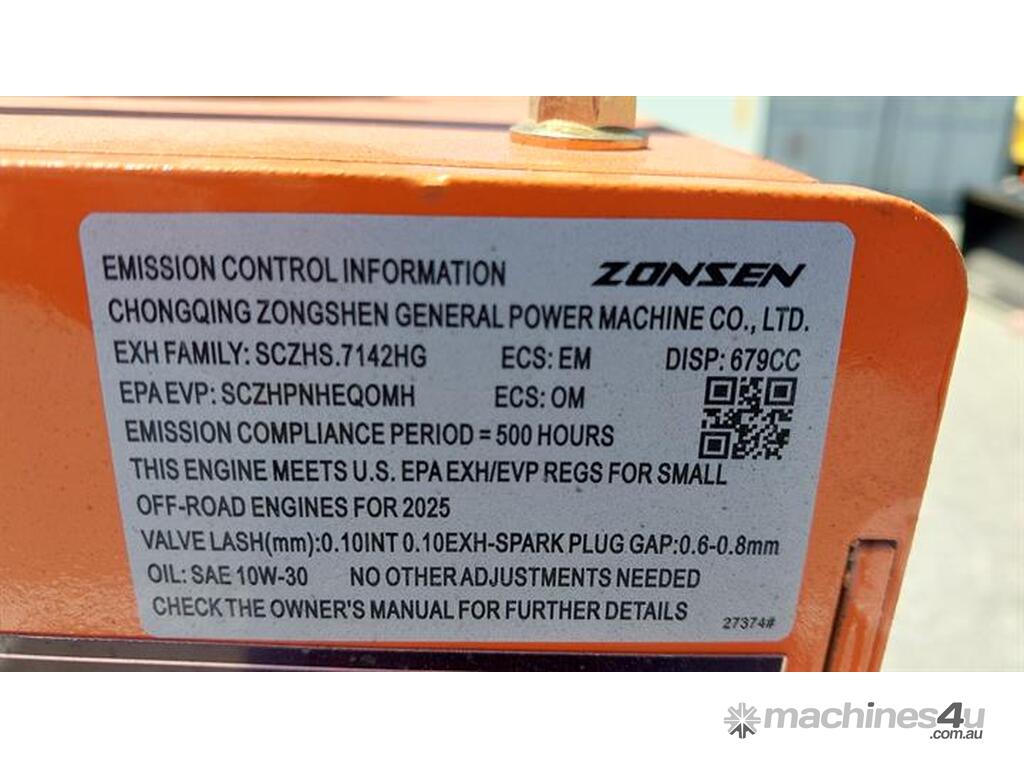 EMISSION CONTROL INFORMATION ZONSEN
CHONGQING ZONGSHEN GENERAL POWER MACHINE CO., LTD.
EXH FAMILY: SCZHS.7142HG ECS: EM DISP: 679CC
EPA EVP: SCZHPNHEQOMH ECS: OM
EMISSION COMPLIANCE PERIOD = 500 HOURS
THIS ENGINE MEETS U.S. EPA EXH/EVP REGS FOR SMALL
OFF-ROAD ENGINES FOR 2025
VALVE LASH(mm):0.10INT 0.10EXH-SPARK PLUG GAP:0.6-0.8mm
OIL: SAE 10W-30 NO OTHER ADJUSTMENTS NEEDED
CHECK THE OWNER'S MANUAL FOR FURTHER DETAILS
27374#
machines4u
.com.au